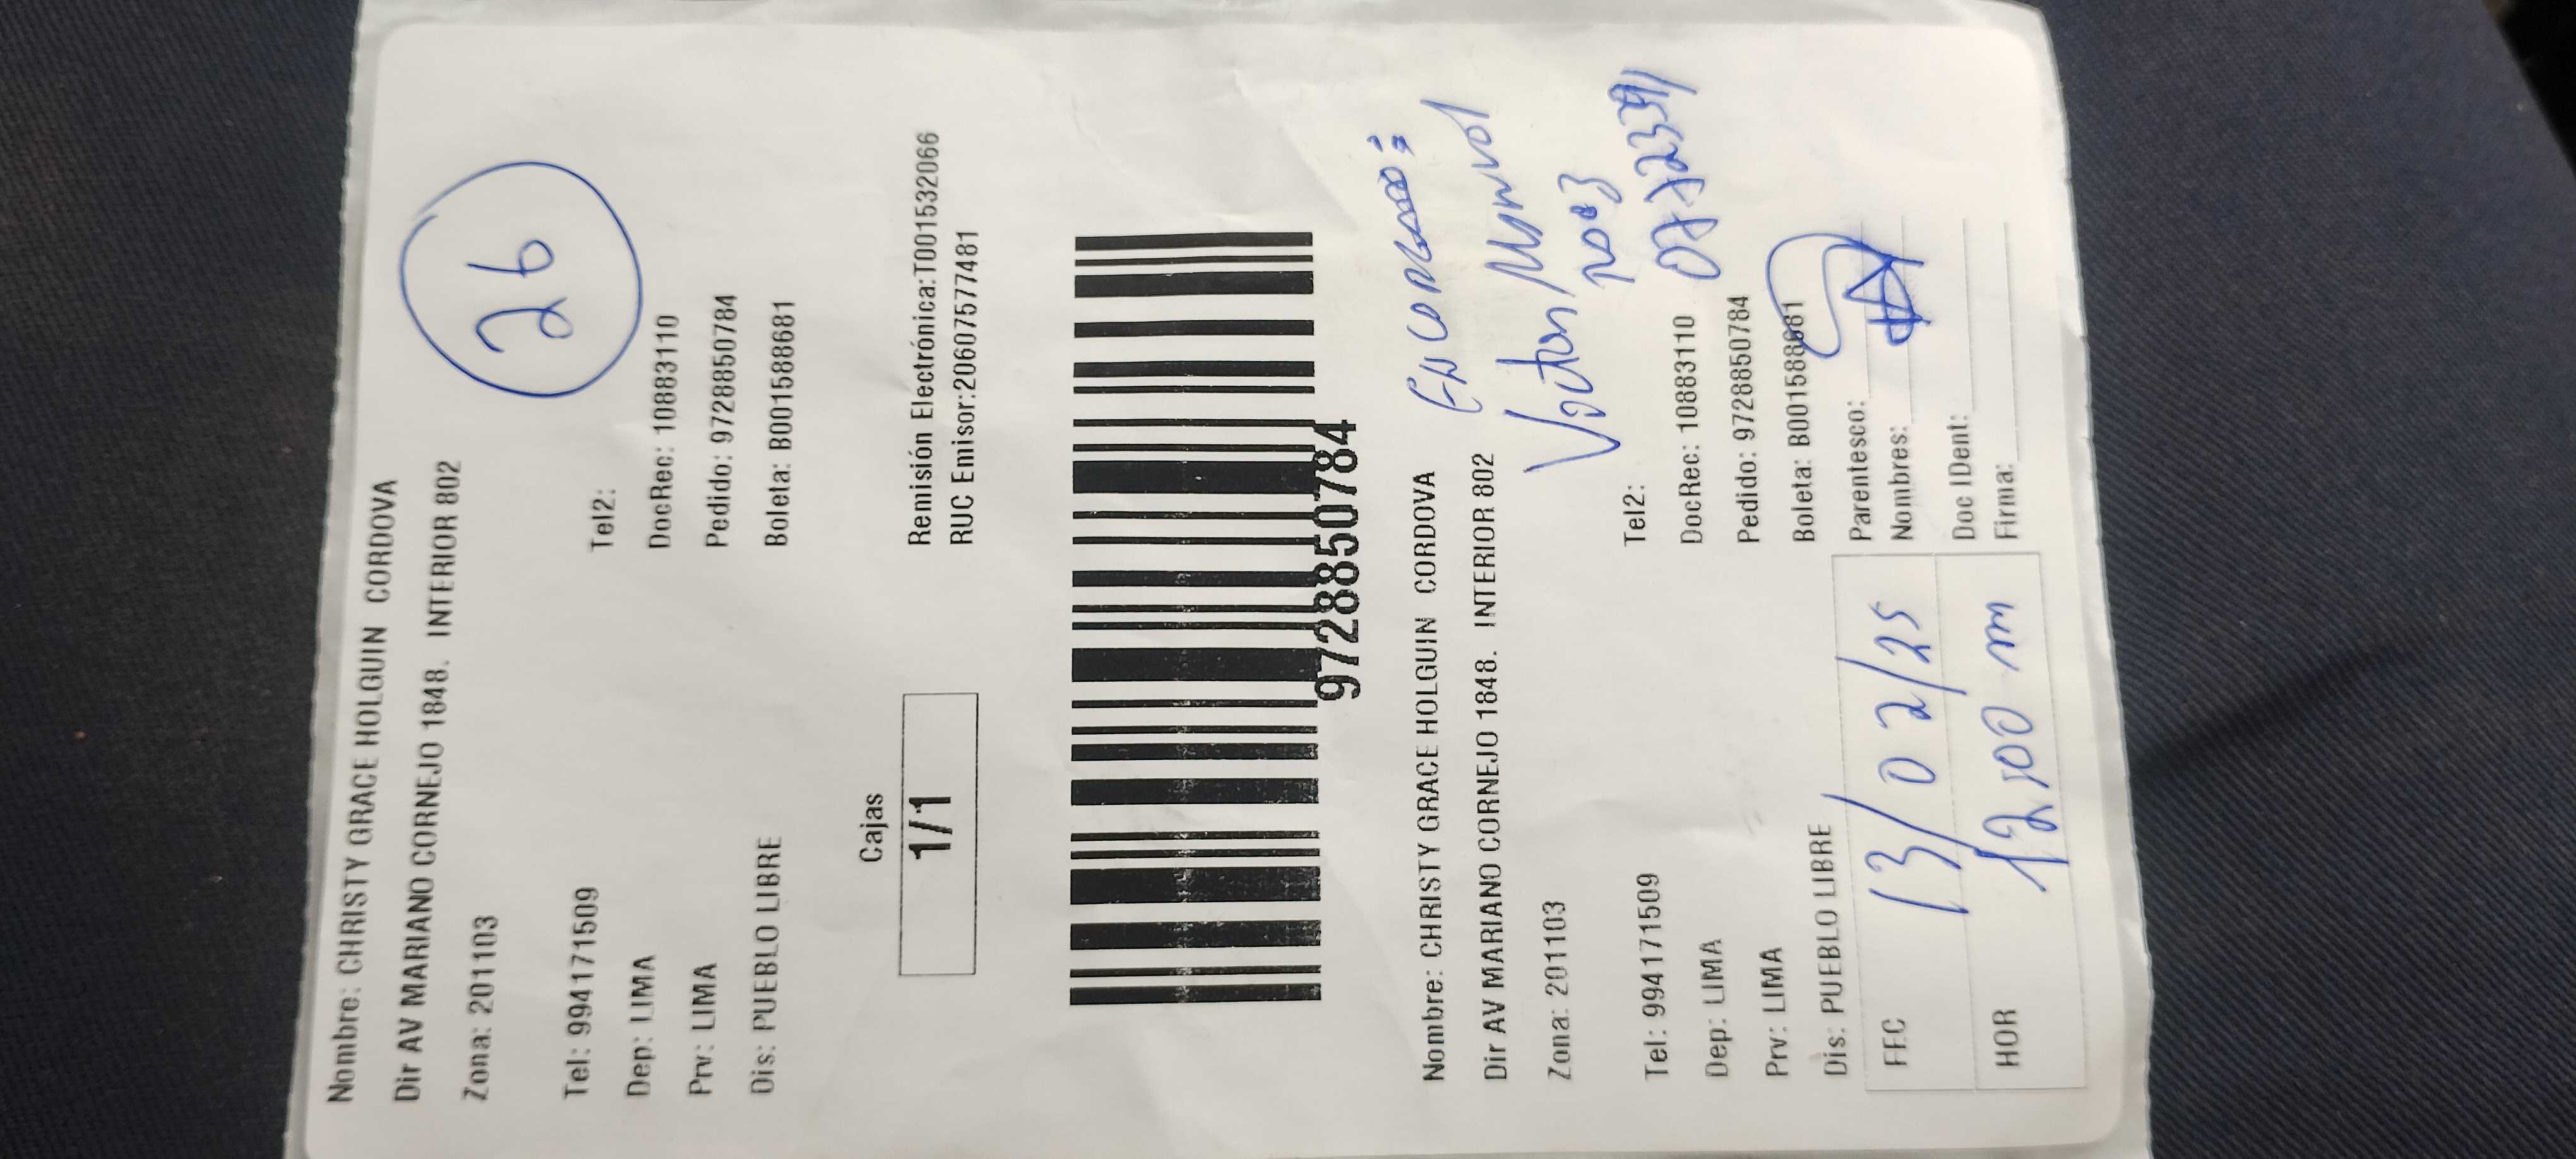 Nombre: CHRISTY GRACE HOLGUIN CORDOVA
Dir AV MARIANO CORNEJO 1848. INTERIOR 802
Zona: 201103
26
Tel: 994171509
Tel2:
Dep: LIMA
DocRec: 10883110
Prv: LIMA
Pedido: 9728850784
Dis: PUEBLO LIBRE
Boleta: B001588681
Cajas
1/1
Remisión Electrónica:T001532066
RUC Emisor:20607577481
9728850784
Nombre: CHRISTY GRACE HOLGUIN CORDOVA
Dir AV MARIANO CORNEJO 1848. INTERIOR 802
Zona: 201103
Tel: 994171509
Tel2:
Dep: LIMA
DocRec: 10883110
Prv: LIMA
Pedido: 9728850784
Dis: PUEBLO LIBRE
Boleta: B001588681
FEC 13/02/25
Parentesco:
Nombres:
HOR 12:00 m
Doc IDent:
Firma: